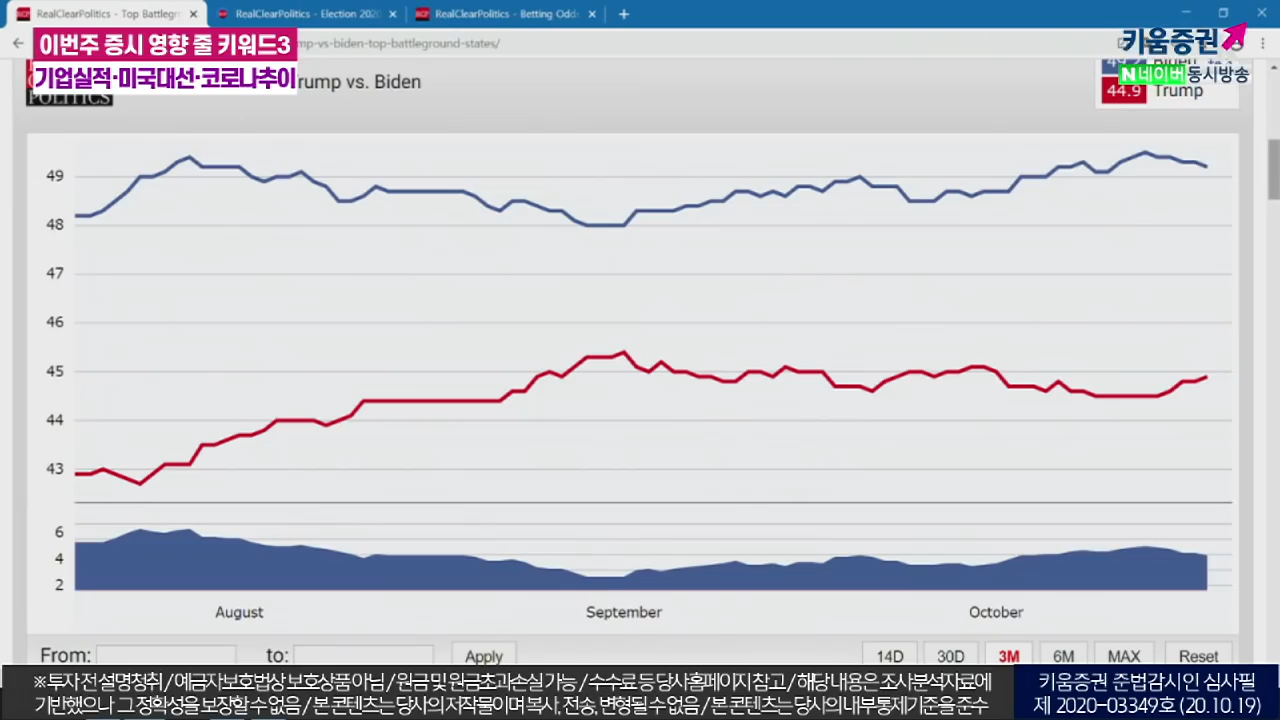 RealClearPolitics - Top Battlegr
RealClearPolitics - Election 2020
RealClearPolitics - Betting Odds
mp-vs-biden-top-battleground-states/
이번주 증시 영향 줄 키워드3
기업실적·미국대선·코로나추이
키움증권
N 네이버 동시방송
POLITICS
rump vs. Biden
Biden
44.9 Trump
49
48
47
46
45
44
43
6
4
2
August September October
From: to: Apply 14D 30D 3M 6M MAX Reset
※ 투자 전 설명청취 / 예금자보호법상 보호상품 아님 / 원금 및 원금초과손실 가능 / 수수료 등 당사홈페이지 참고 / 해당 내용은 조사분석자료에
기반했으나 그 정확성을 보장할 수 없음 / 본 콘텐츠는 당사의 저작물이며 복사, 전송, 변형될 수 없음 / 본 콘텐츠는 당사의 내부통제기준을 준수
키움증권 준법감시인 심사필
제 2020-03349호 (20.10.19)